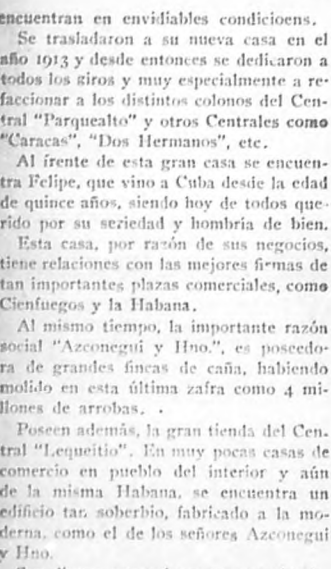 encuentran en envidiables condicioens.
Se trasladaron a su nueva casa en el
año 1913 y desde entonces se dedicaron a
todos los giros y muy especialmente a re-
faccionar a los distintos colonos del Cen-
tral "Parquealto" y otros Centrales como
"Caracas", "Dos Hermanos", etc.
Al frente de esta gran casa se encuen-
tra Felipe, que vino a Cuba desde la edad
de quince años, siendo hoy de todos que-
rido por su seriedad y hombría de bien.
Esta casa, por razón de sus negocios,
tiene relaciones con las mejores firmas de
tan importantes plazas comerciales, como
Cienfuegos y la Habana.
Al mismo tiempo, la importante razón
social "Azconegui y Hno.", es poseedo-
ra de grandes fincas de caña, habiendo
molido en esta última zafra como 4 mi-
llones de arrobas.
Poseen además, la gran tienda del Cen-
tral "Lequeitio". En muy pocas casas de
comercio en pueblo del interior y aún
de la misma Habana, se encuentra un
edificio tan soberbio, fabricado a la mo-
derna, como el de los señores Azconegui
y Hno.